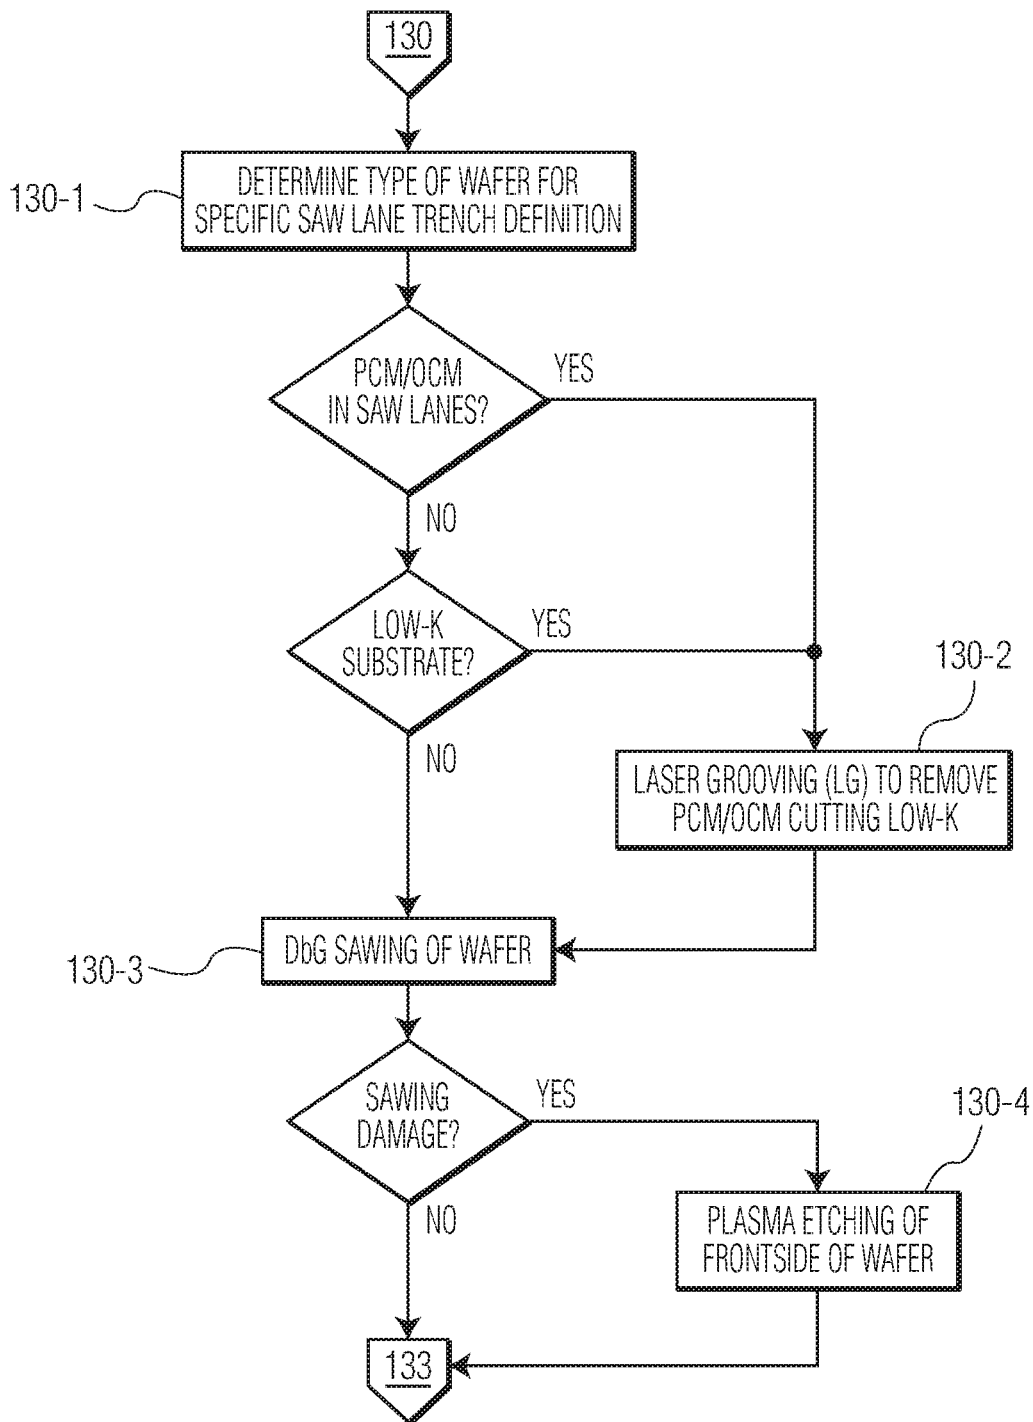 130
130-1
DETERMINE TYPE OF WAFER FOR
SPECIFIC SAW LANE TRENCH DEFINITION
PCM/OCM
IN SAW LANES?
YES
NO
LOW-K
SUBSTRATE?
YES
NO
130-2
LASER GROOVING (LG) TO REMOVE
PCM/OCM CUTTING LOW-K
130-3
DbG SAWING OF WAFER
SAWING
DAMAGE?
YES
NO
130-4
PLASMA ETCHING OF
FRONTSIDE OF WAFER
133